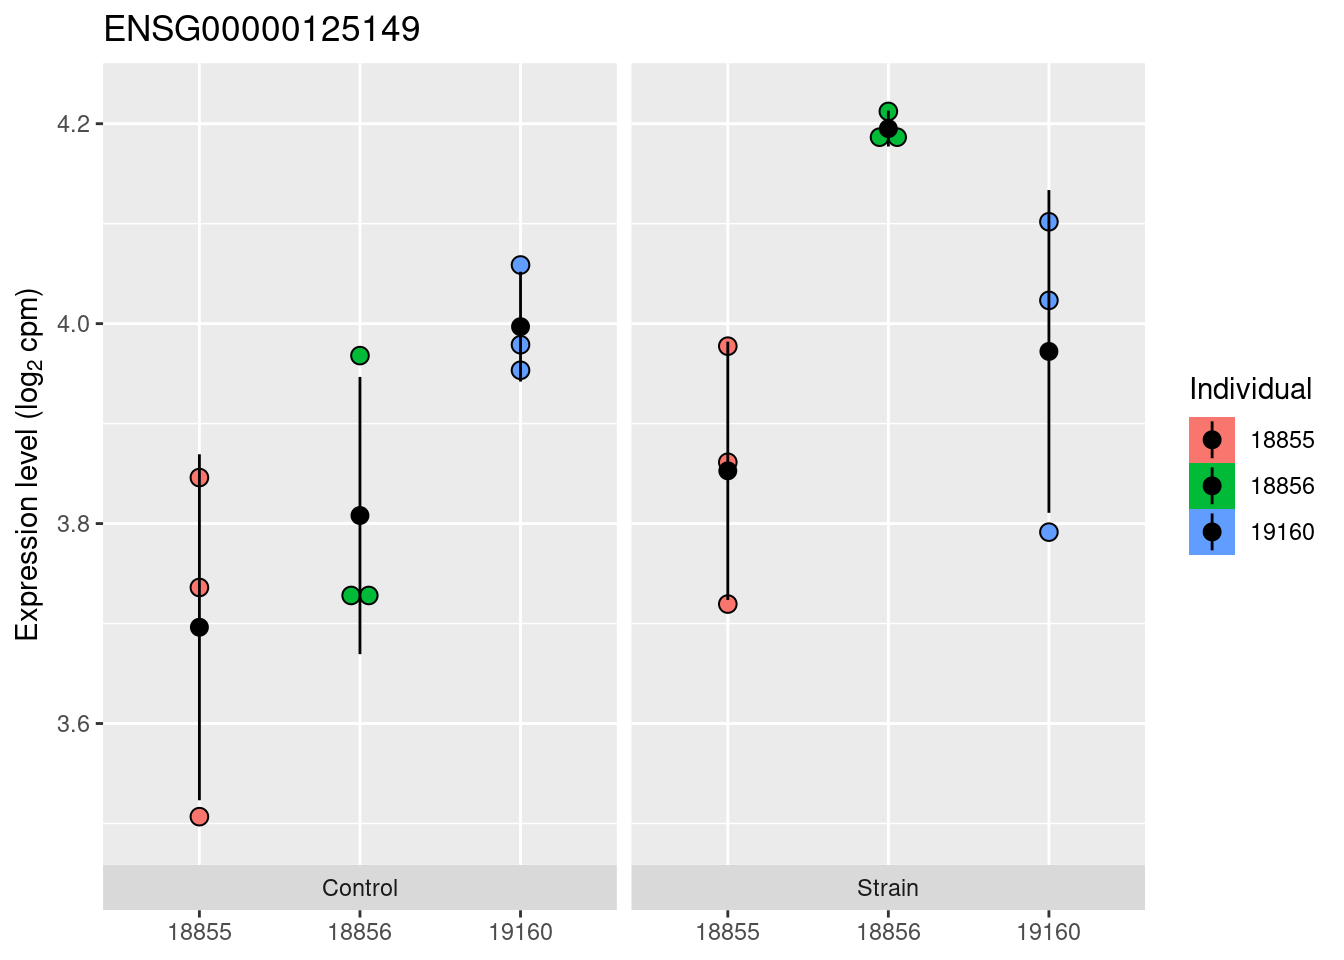 ENSG00000125149
Expression level (log₂ cpm)
4.2
4.0
3.8
3.6
Control
Strain
18855
18856
19160
18855
18856
19160
Individual
18855
18856
19160